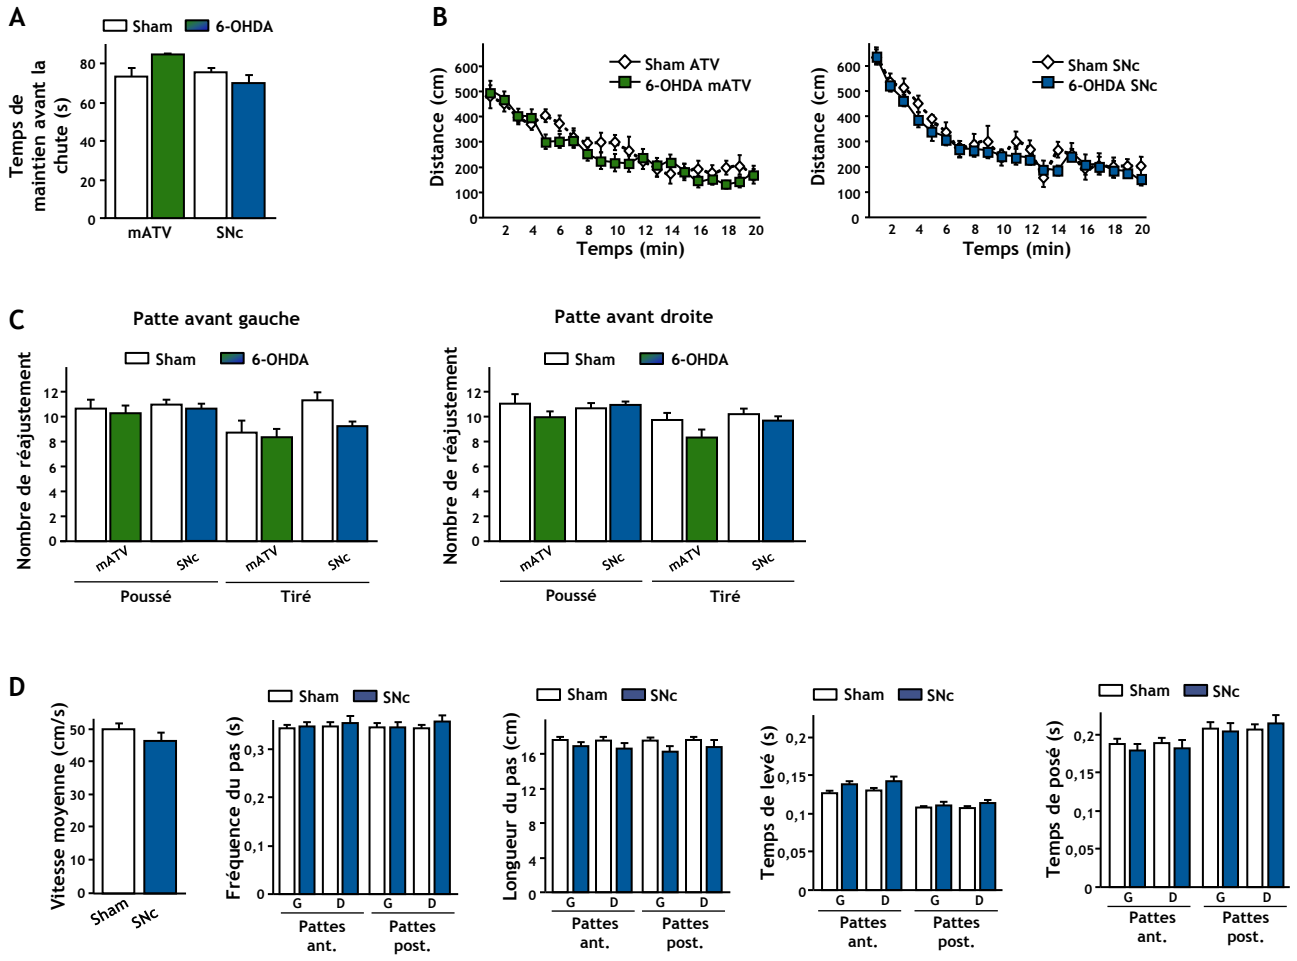 A
Sham
6-OHDA
Temps de
maintien avant la
chute (s)
80
60
40
20
0
mATV
SNc
B
Distance (cm)
600
500
400
300
200
100
0
Sham ATV
6-OHDA mATV
2 4 6 8 10 12 14 16 18 20
Temps (min)
Distance (cm)
600
500
400
300
200
100
0
Sham SNc
6-OHDA SNc
2 4 6 8 10 12 14 16 18 20
Temps (min)
C
Patte avant gauche
Sham
6-OHDA
Nombre de réajustement
12
10
8
6
4
2
0
mATV
SNc
mATV
SNc
Poussé
Tiré
Patte avant droite
Sham
6-OHDA
Nombre de réajustement
12
10
8
6
4
2
0
mATV
SNc
mATV
SNc
Poussé
Tiré
D
Vitesse moyenne (cm/s)
50
40
30
20
10
0
Sham
SNc
Sham
SNc
Fréquence du pas (s)
0,3
0,2
0,1
0
G D G D
Pattes
ant.
Pattes
post.
Sham
SNc
Longueur du pas (cm)
16
12
8
4
0
G D G D
Pattes
ant.
Pattes
post.
Sham
SNc
Temps de levé (s)
0,2
0,15
0,1
0,05
0
G D G D
Pattes
ant.
Pattes
post.
Sham
SNc
Temps de posé (s)
0,2
0,15
0,1
0,05
0
G D G D
Pattes
ant.
Pattes
post.